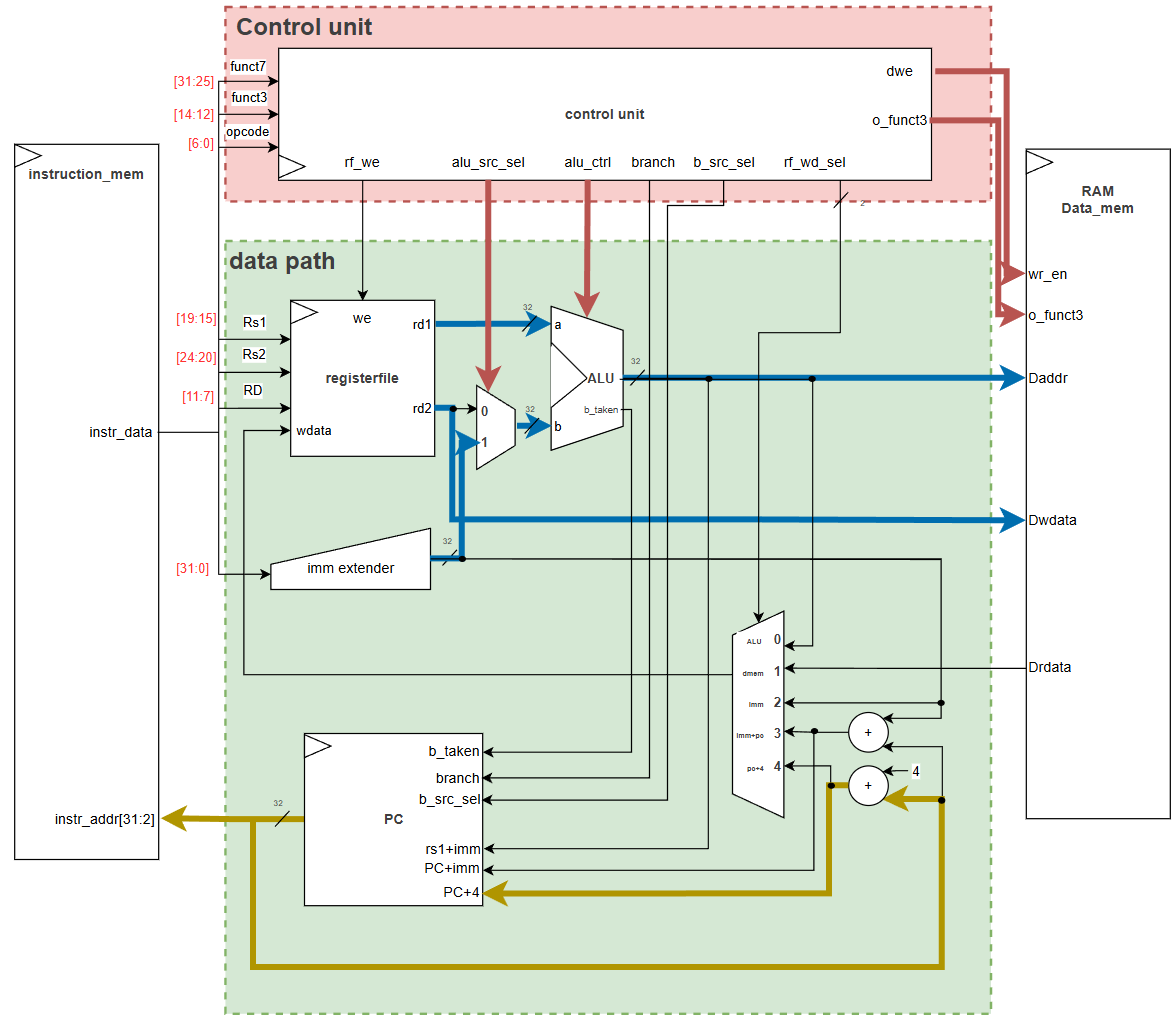 Control unit
funct7
[31:25]
funct3
[14:12]
opcode
[6:0]
control unit
dwe
o_funct3
rf_we
alu_src_sel
alu_ctrl
branch
b_src_sel
rf_wd_sel
2
instruction_mem
RAM
Data_mem
data path
wr_en
o_funct3
[19:15]
Rs1
[24:20]
Rs2
[11:7]
RD
we
rd1
registerfile
rd2
wdata
32
a
0
1
32
b
ALU
b_taken
32
Daddr
instr_data
Dwdata
[31:0]
imm extender
32
ALU 0
dmem 1
imm 2
imm+po 3
po+4 4
Drdata
+
+
4
b_taken
branch
b_src_sel
PC
rs1+imm
PC+imm
PC+4
32
instr_addr[31:2]